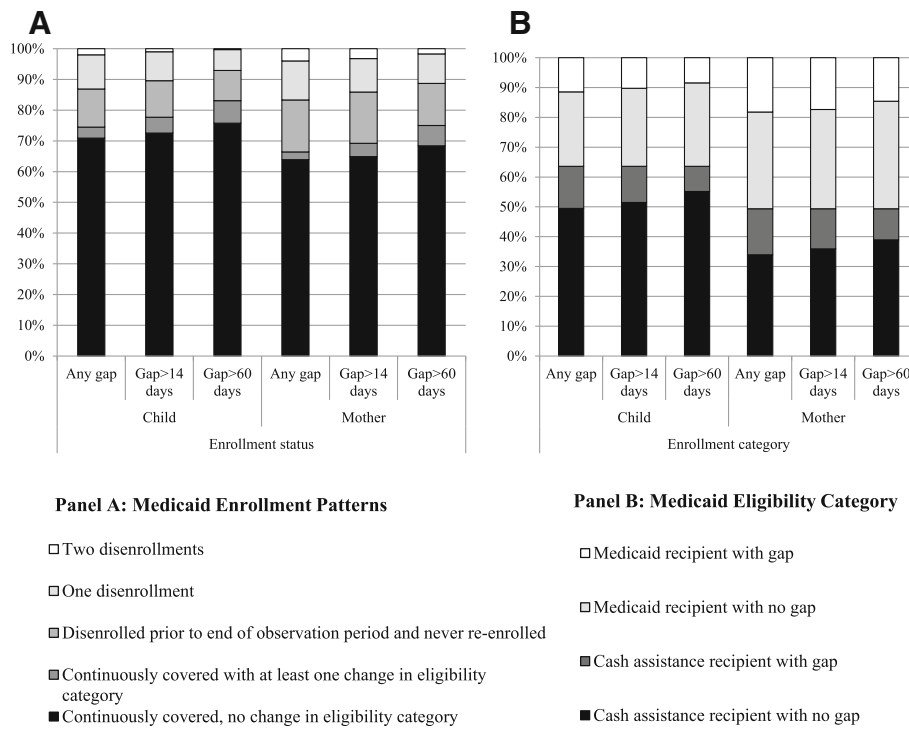 A
100%
90%
80%
70%
60%
50%
40%
30%
20%
10%
0%
Any gap
Gap>14
days
Gap>60
days
Any gap
Gap>14
days
Gap>60
days
Child
Mother
Enrollment status
B
100%
90%
80%
70%
60%
50%
40%
30%
20%
10%
0%
Any gap
Gap>14
days
Gap>60
days
Any gap
Gap>14
days
Gap>60
days
Child
Mother
Enrollment category
Panel A: Medicaid Enrollment Patterns
Two disenrollments
One disenrollment
Disenrolled prior to end of observation period and never re-enrolled
Continuously covered with at least one change in eligibility
category
Continuously covered, no change in eligibility category
Panel B: Medicaid Eligibility Category
Medicaid recipient with gap
Medicaid recipient with no gap
Cash assistance recipient with gap
Cash assistance recipient with no gap